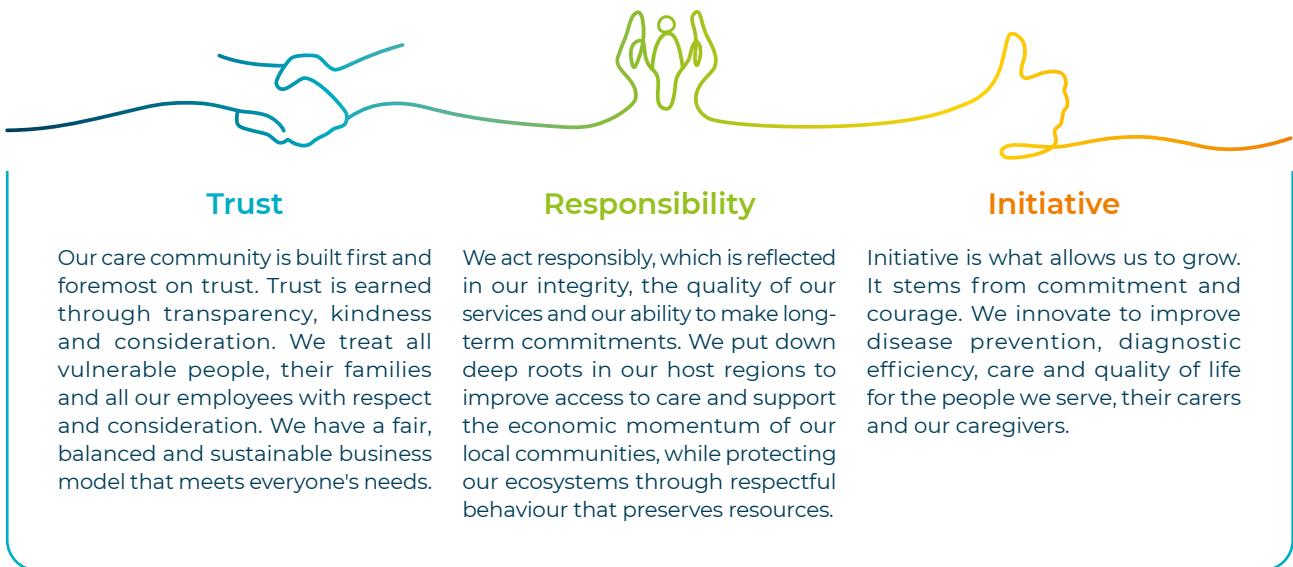 Trust
Our care community is built first and
foremost on trust. Trust is earned
through transparency, kindness
and consideration. We treat all
vulnerable people, their families
and all our employees with respect
and consideration. We have a fair,
balanced and sustainable business
model that meets everyone's needs.
Responsibility
We act responsibly, which is reflected
in our integrity, the quality of our
services and our ability to make long-
term commitments. We put down
deep roots in our host regions to
improve access to care and support
the economic momentum of our
local communities, while protecting
our ecosystems through respectful
behaviour that preserves resources.
Initiative
Initiative is what allows us to grow.
It stems from commitment and
courage. We innovate to improve
disease prevention, diagnostic
efficiency, care and quality of life
for the people we serve, their carers
and our caregivers.